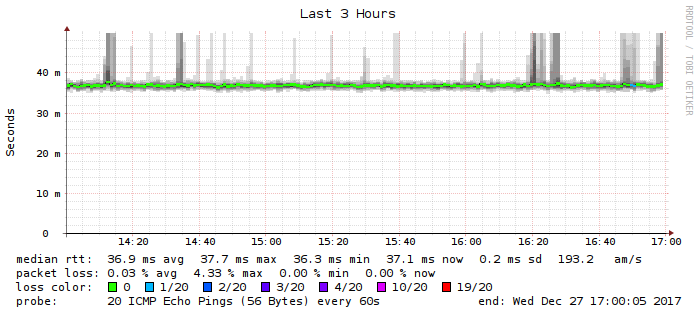 Last 3 Hours
RRDTOOL / TOBI OETIKER
Seconds
40 m
30 m
20 m
10 m
0
14:20 14:40 15:00 15:20 15:40 16:00 16:20 16:40 17:00
median rtt: 36.9 ms avg 37.7 ms max 36.3 ms min 37.1 ms now 0.2 ms sd 193.2 am/s
packet loss: 0.03 % avg 4.33 % max 0.00 % min 0.00 % now
loss color: 0 1/20 2/20 3/20 4/20 10/20 19/20
probe: 20 ICMP Echo Pings (56 Bytes) every 60s end: Wed Dec 27 17:00:05 2017